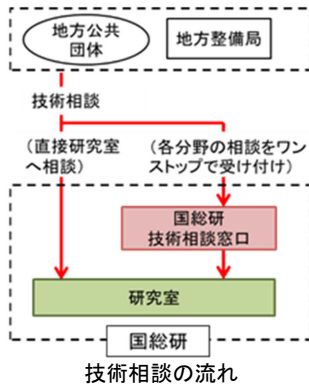 地方公共
団体
地方整備局
技術相談
(直接研究室
へ相談)
(各分野の相談をワン
ストップで受け付け)
国総研
技術相談窓口
研究室
国総研
技術相談の流れ